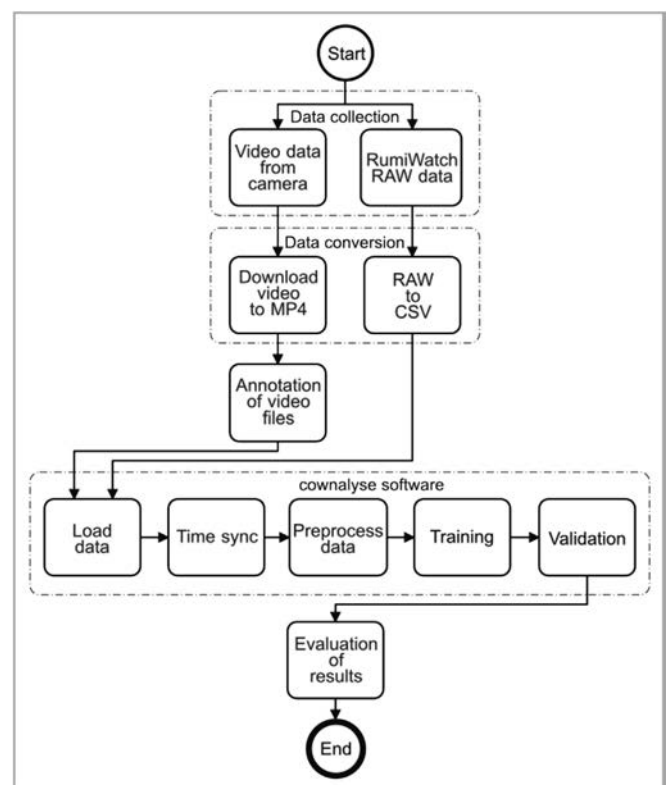 Start
Data collection
Video data
from
camera
RumiWatch
RAW data
Data conversion
Download
video
to MP4
RAW
to
CSV
Annotation
of video
files
cownalyse software
Load
data
Time sync
Preprocess
data
Training
Validation
Evaluation
of
results
End